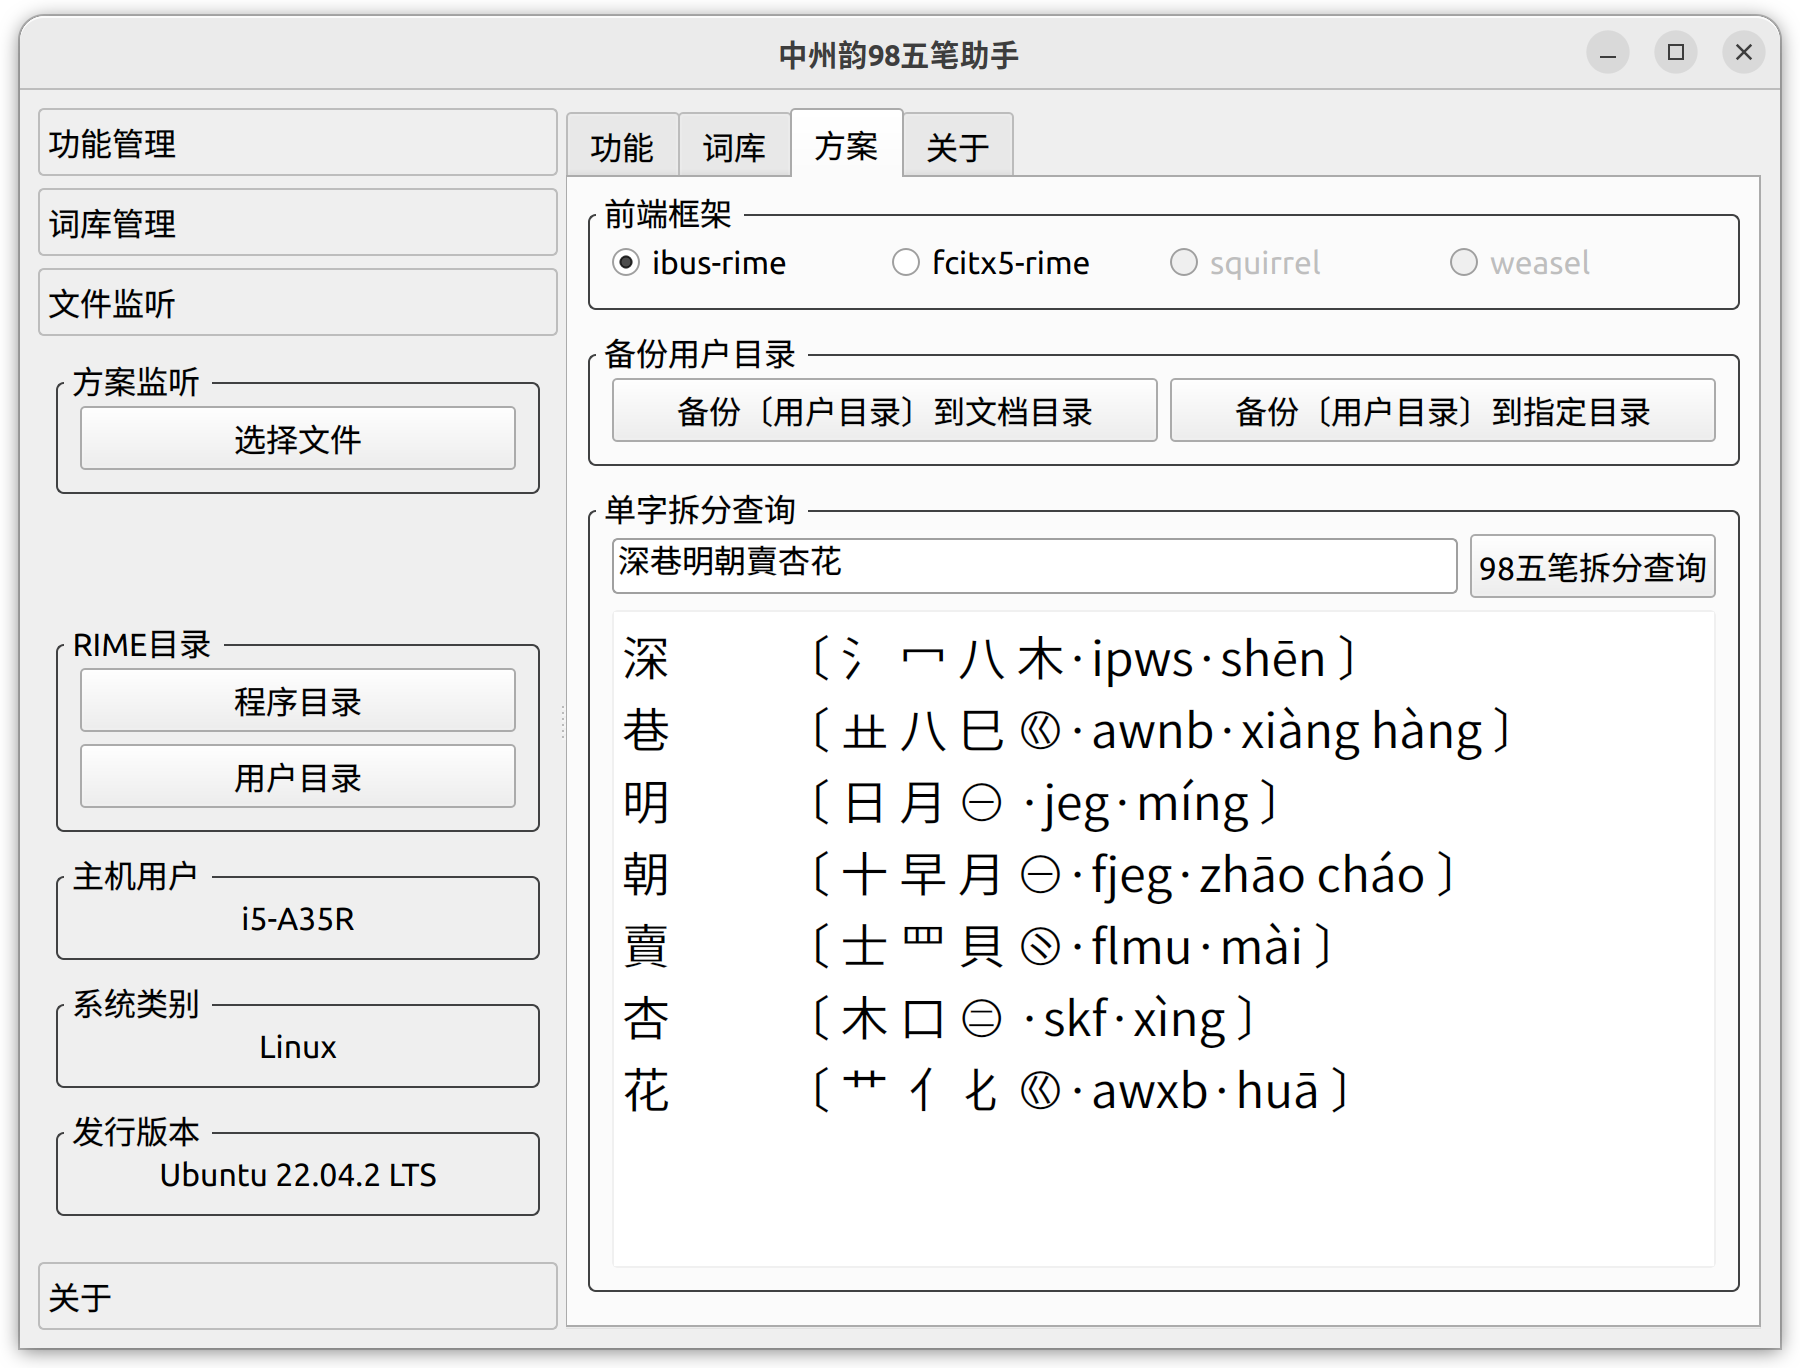 中州韵98五笔助手
功能管理
词库管理
文件监听
方案监听
选择文件
RIME目录
程序目录
用户目录
主机用户
i5-A35R
系统类别
Linux
发行版本
Ubuntu 22.04.2 LTS
关于
功能 词库 方案 关于
前端框架
ibus-rime fcitx5-rime squirrel weasel
备份用户目录
备份〔用户目录〕到文档目录 备份〔用户目录〕到指定目录
单字拆分查询
深巷明朝賣杏花 98五笔拆分查询
深 〔氵冖八木·ipws·shēn〕
巷 〔龷八巳㊄·awnb·xiàng hàng〕
明 〔日月㊀·jeg·míng〕
朝 〔十早月㊀·fjeg·zhāo cháo〕
賣 〔士罒貝·flmu·mài〕
杏 〔木口㊁·skf·xìng〕
花 〔艹亻𠤎·awxb·huā〕